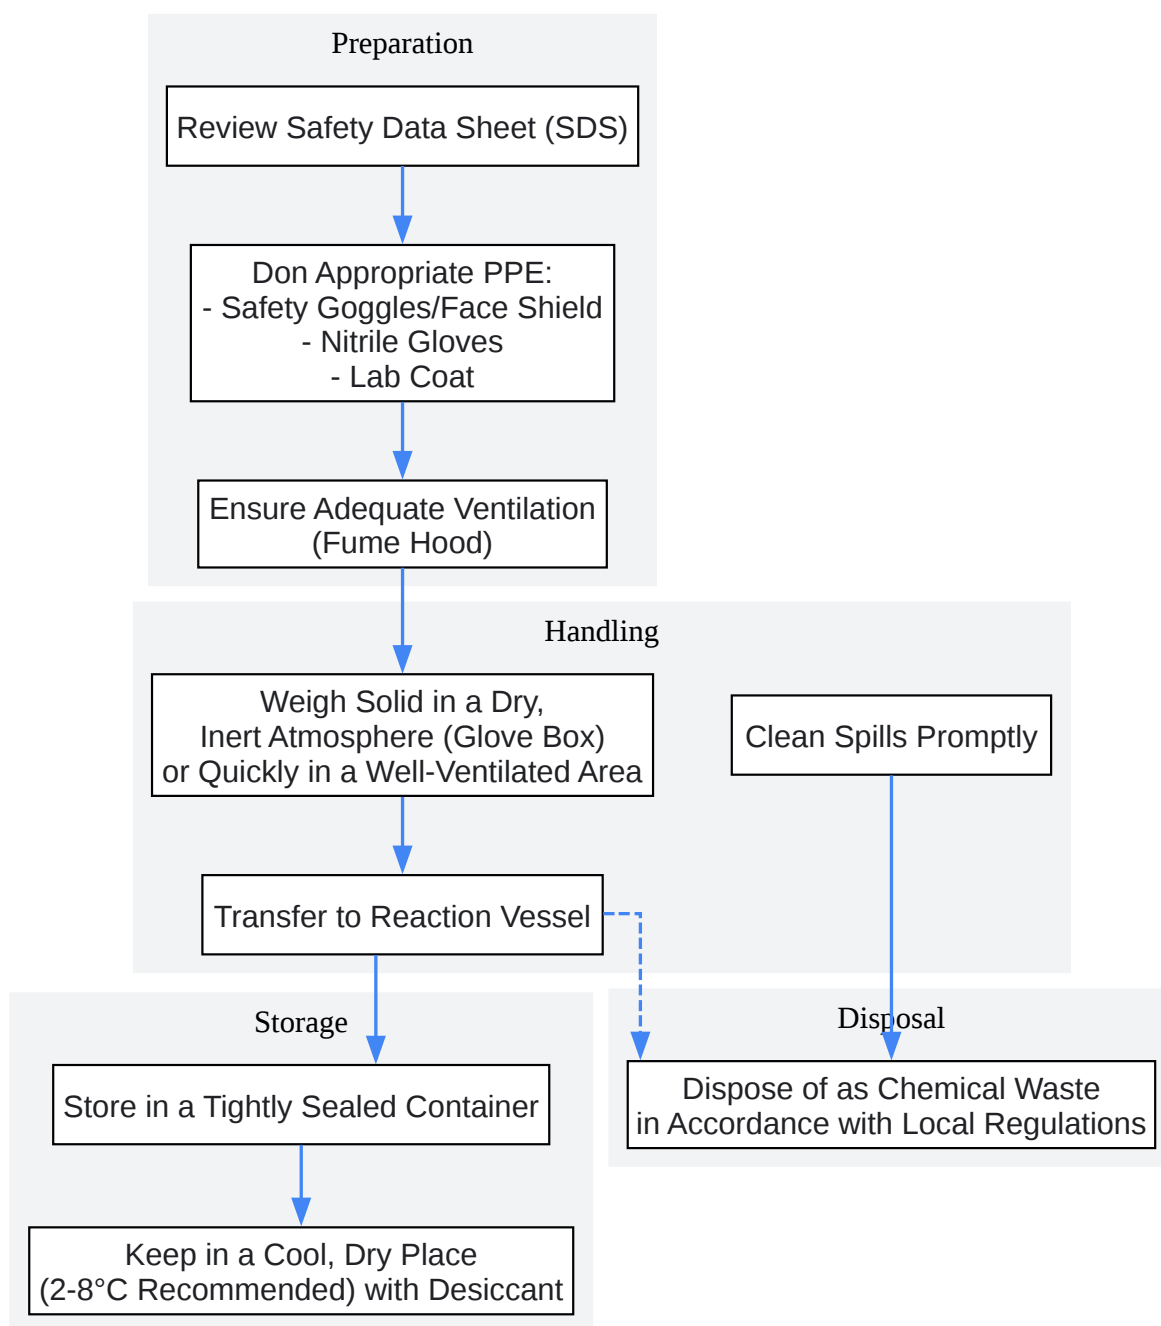 Preparation
Review Safety Data Sheet (SDS)
Don Appropriate PPE:
- Safety Goggles/Face Shield
- Nitrile Gloves
- Lab Coat
Ensure Adequate Ventilation
(Fume Hood)
Handling
Weigh Solid in a Dry,
Inert Atmosphere (Glove Box)
or Quickly in a Well-Ventilated Area
Clean Spills Promptly
Transfer to Reaction Vessel
Storage
Store in a Tightly Sealed Container
Keep in a Cool, Dry Place
(2-8°C Recommended) with Desiccant
Disposal
Dispose of as Chemical Waste
in Accordance with Local Regulations